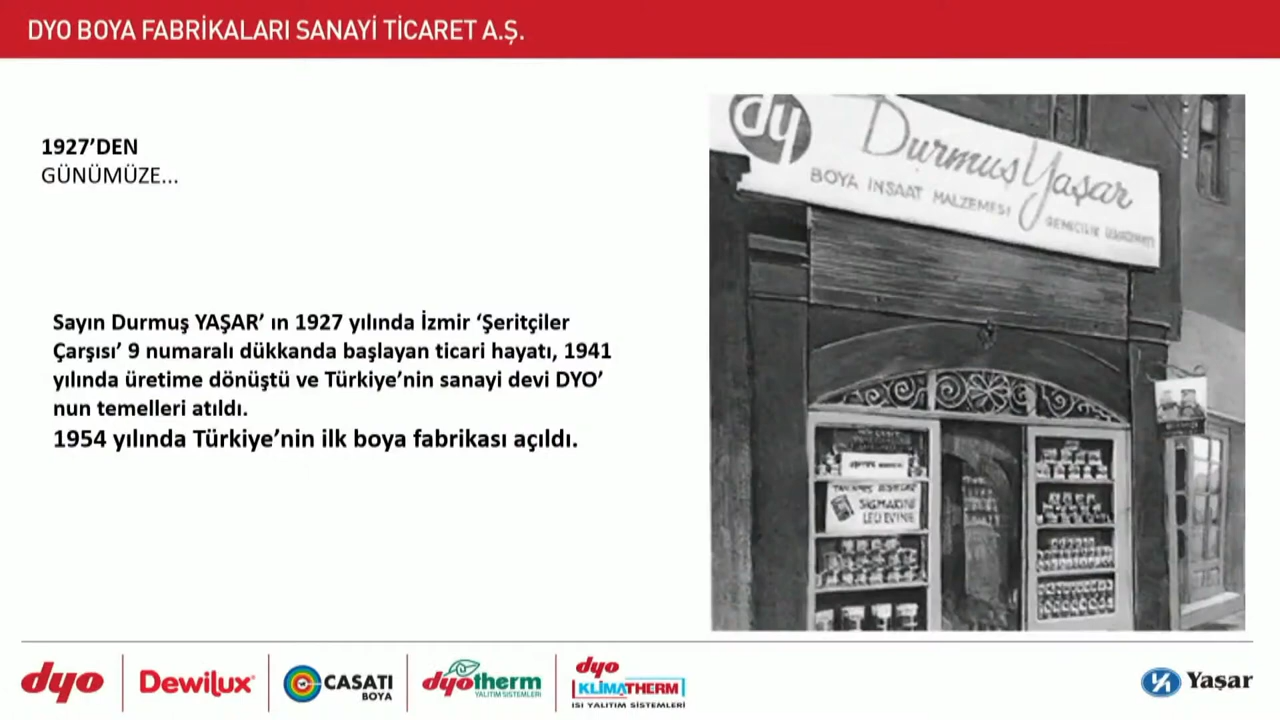 DYO BOYA FABRİKALARI SANAYİ TİCARET A.Ş.
1927’DEN
GÜNÜMÜZE...
Sayın Durmuş YAŞAR’ ın 1927 yılında İzmir ‘Şeritçiler
Çarşısı’ 9 numaralı dükkanda başlayan ticari hayatı, 1941
yılında üretime dönüştü ve Türkiye’nin sanayi devi DYO’
nun temelleri atıldı.
1954 yılında Türkiye’nin ilk boya fabrikası açıldı.
dy
Durmus Yaşar
BOYA INSAAT MALZEMESI GEMICILIK
dyo
Dewilux
CASATI
BOYA
dyotherm
YALITIM SİSTEMLERİ
dyo
KLİMATHERM
ISI YALITIM SİSTEMLERİ
Yaşar